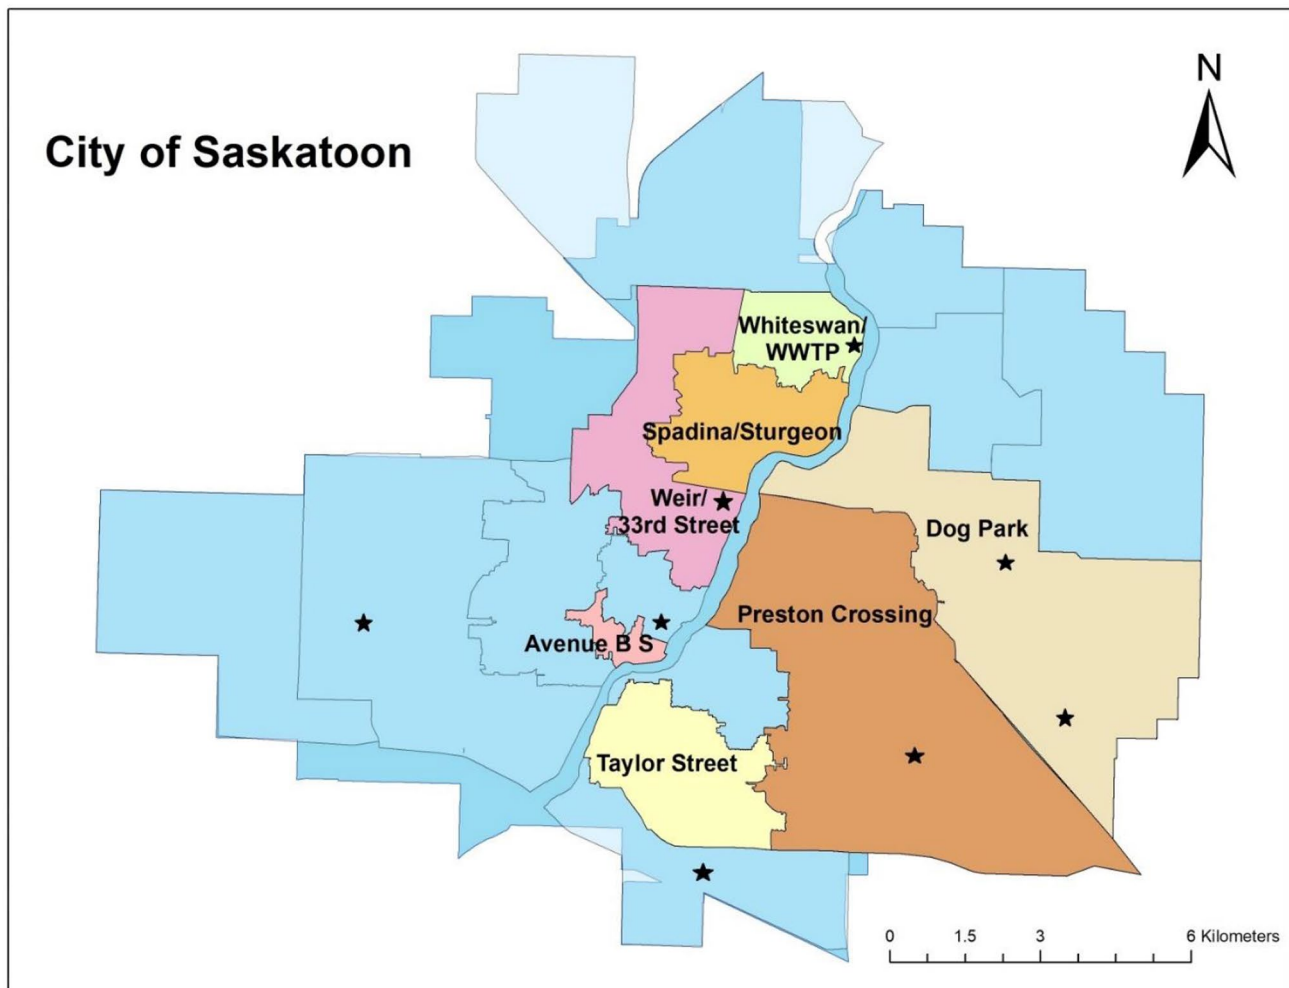 N
City of Saskatoon
Whiteswan/
WWTP
Spadina/Sturgeon
Weir/
33rd Street
Dog Park
Preston Crossing
Avenue B S
Taylor Street
0 1.5 3 6 Kilometers